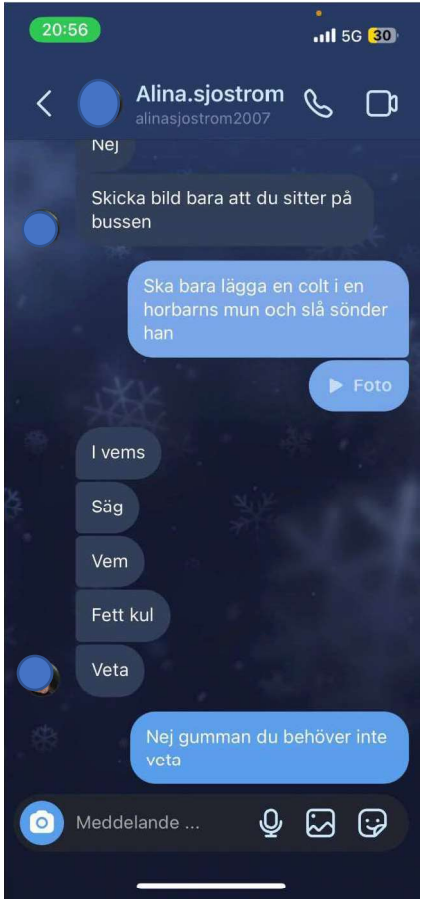 20:56
5G 30
Alina.sjostrom
alinasjostrom2007
Nej
Skicka bild bara att du sitter på
bussen
Ska bara lägga en colt i en
horbarns mun och slå sönder
han
Foto
I vems
Säg
Vem
Fett kul
Veta
Nej gumman du behöver inte
veta
Meddelande ...